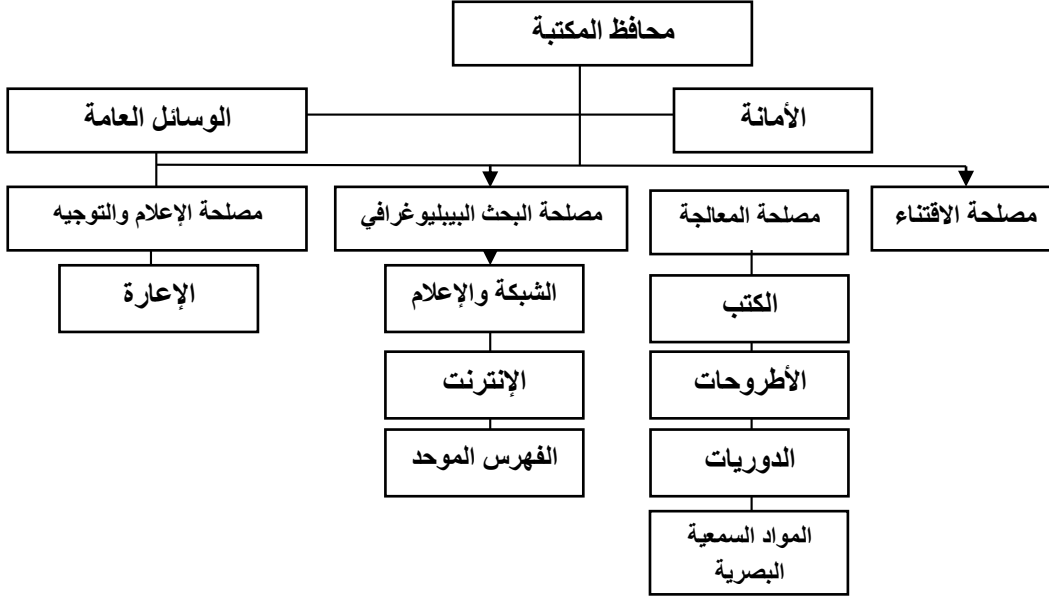 محافظ المكتبة
الأمانة
الوسائل العامة
مصلحة الاقتناء
مصلحة المعالجة
مصلحة البحث البيبليوغرافي
مصلحة الإعلام والتوجيه
الكتب
الشبكة والإعلام
الإعارة
الأطروحات
الإنترنت
الدوريات
الفهرس الموحد
المواد السمعية
البصرية